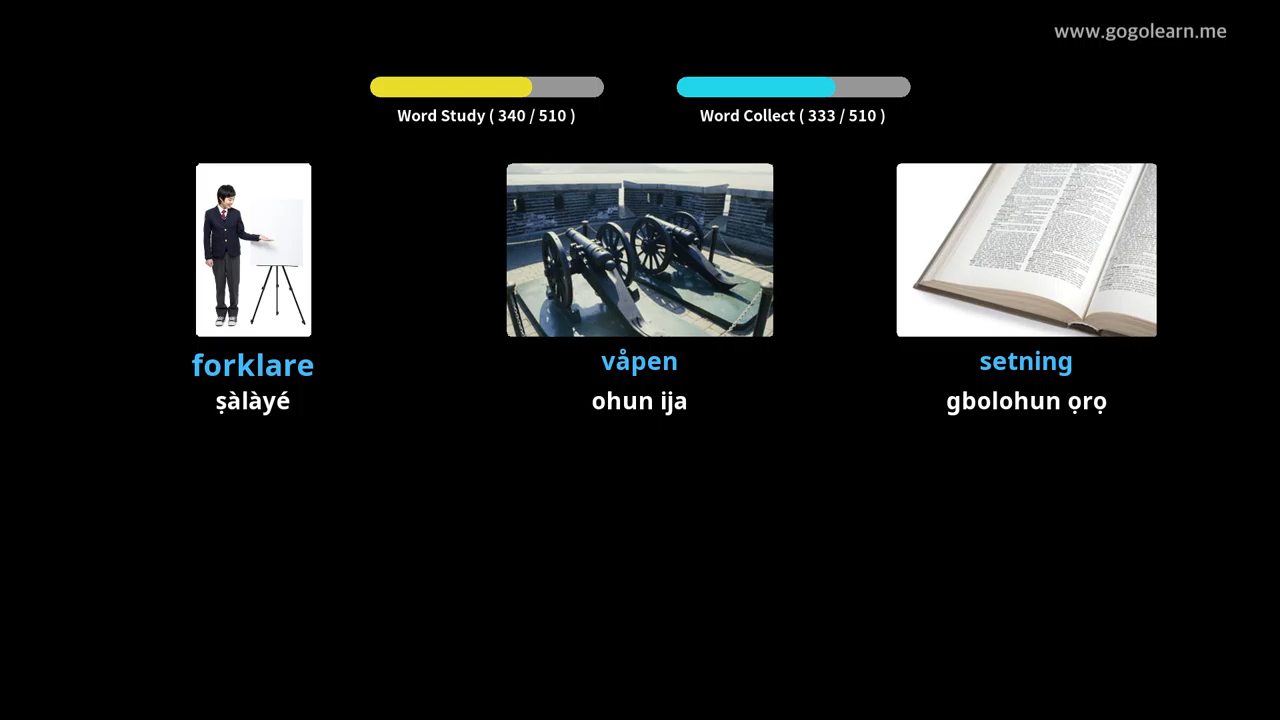 www.gogolearn.me
Word Study ( 340 / 510 )
Word Collect ( 333 / 510 )
forklare
våpen
setning
ṣàlàyé
ohun ija
gbolohun ọrọ